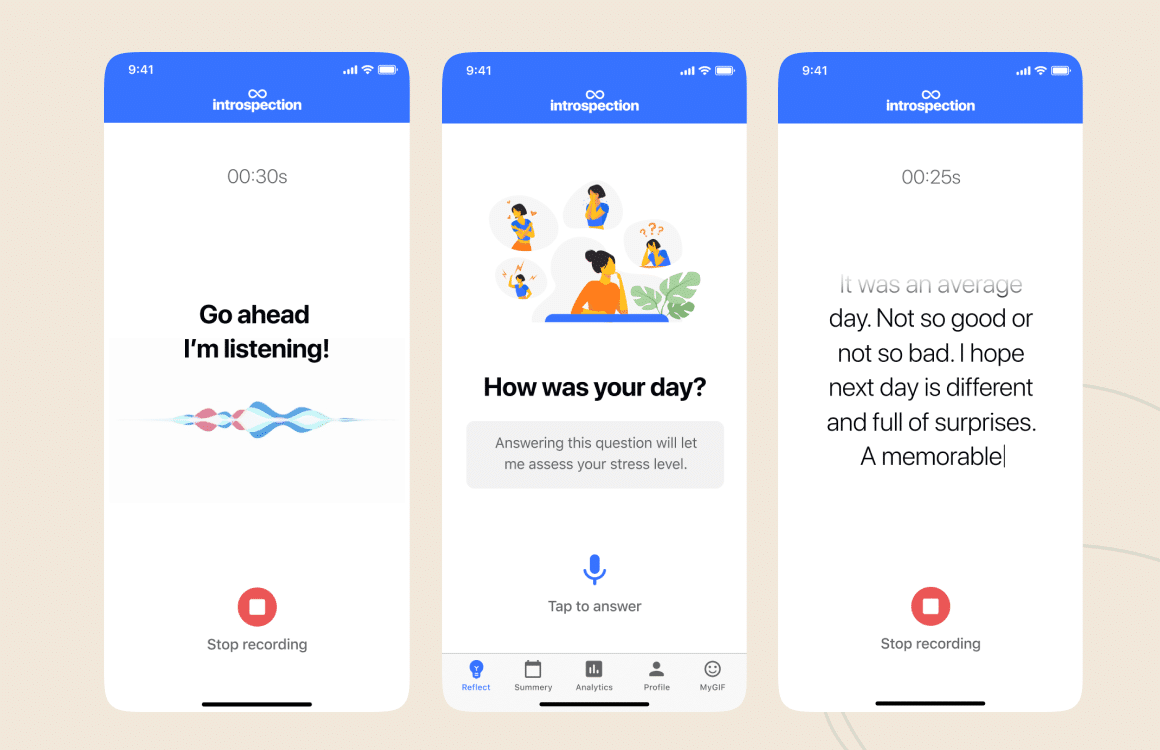 9:41
introspection
00:30s
Go ahead
I'm listening!
Stop recording
9:41
introspection
???
How was your day?
Answering this question will let
me assess your stress level.
Tap to answer
Reflect
Summery
Analytics
Profile
MyGIF
9:41
introspection
00:25s
It was an average
day. Not so good or
not so bad. I hope
next day is different
and full of surprises.
A memorable
Stop recording